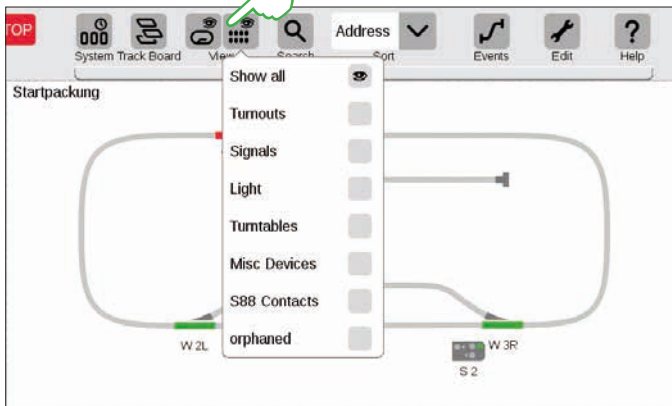 TOP
Address
System Track Board
Sort
Events
Edit
Help
Startpackung
Show all
Turnouts
Signals
Light
Turntables
Misc Devices
S88 Contacts
orphaned
W 2L
W 3R
S 2